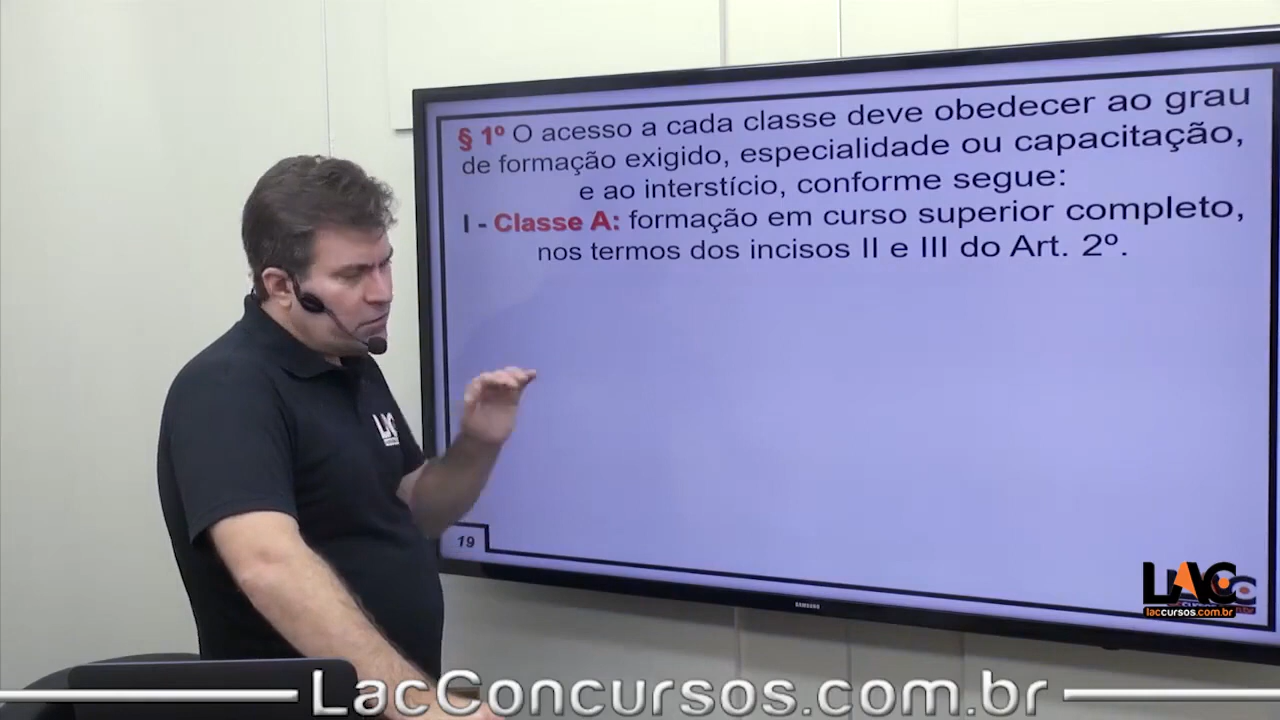 § 1º O acesso a cada classe deve obedecer ao grau
de formação exigido, especialidade ou capacitação,
e ao interstício, conforme segue:
I - Classe A: formação em curso superior completo,
nos termos dos incisos II e III do Art. 2º.
LAC
19
SAMSUNG
LAC
laccursos.com.br
LacConcursos.com.br